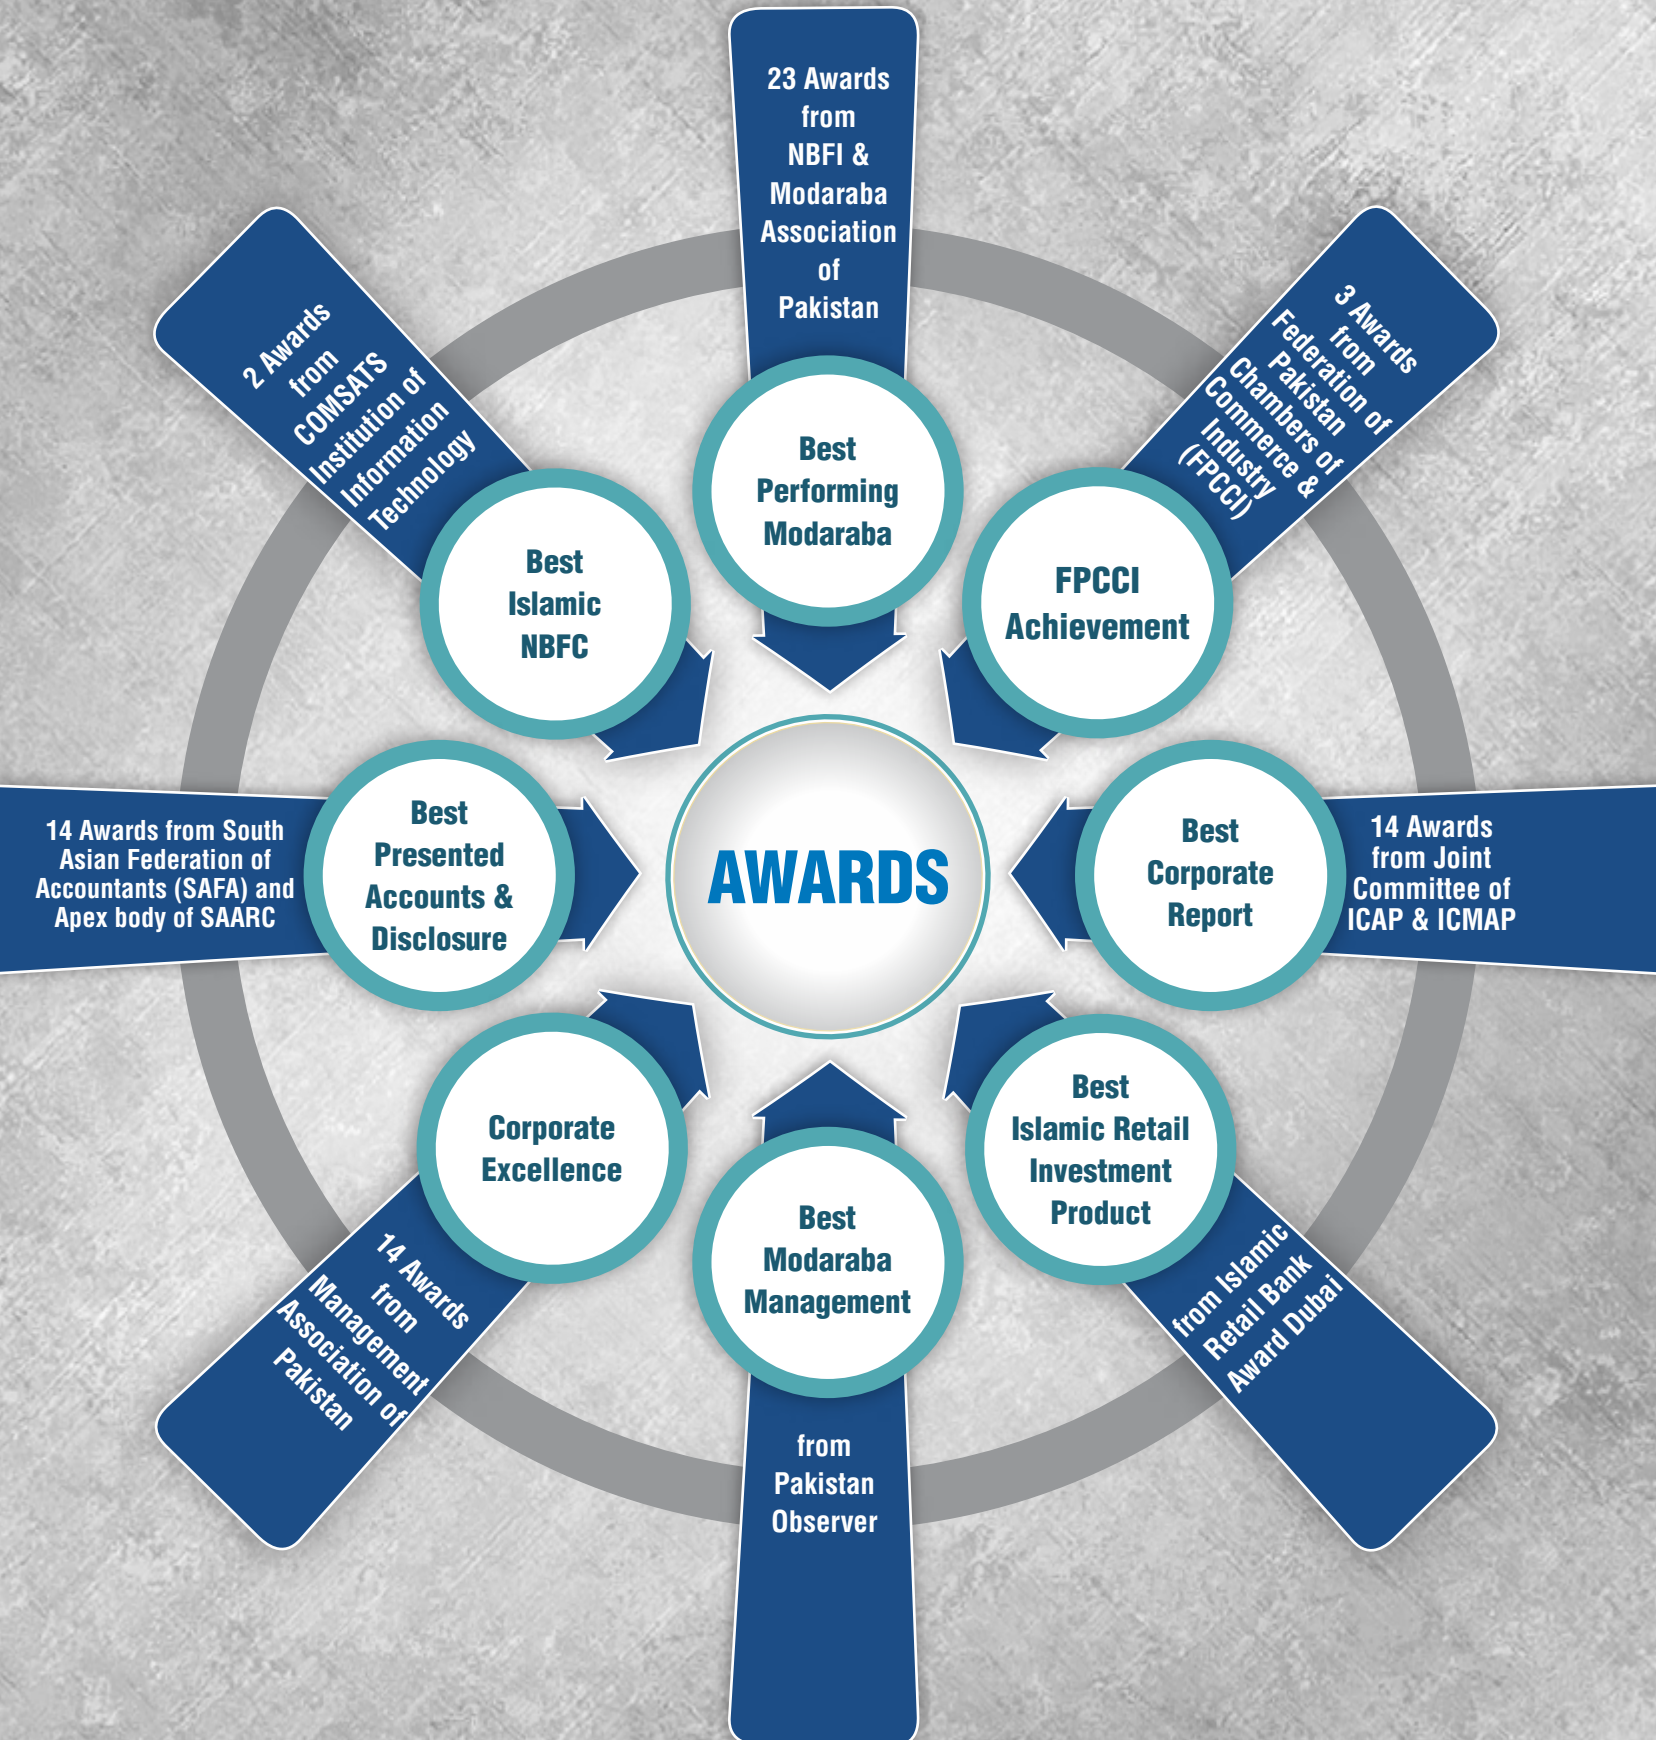 23 Awards
from
NBFI &
Modaraba
Association
of
Pakistan
Best
Performing
Modaraba
3 Awards
from
Federation of
Pakistan
Chambers of
Commerce &
Industry
(FPCCI)
FPCCI
Achievement
14 Awards
from Joint
Committee of
ICAP & ICMAP
Best
Corporate
Report
from Islamic
Retail Bank
Award Dubai
Best
Islamic Retail
Investment
Product
Best
Modaraba
Management
from
Pakistan
Observer
Corporate
Excellence
14 Awards
from
Management
Association of
Pakistan
14 Awards from South
Asian Federation of
Accountants (SAFA) and
Apex body of SAARC
Best
Presented
Accounts &
Disclosure
2 Awards
from
COMSATS
Institution of
Information
Technology
Best
Islamic
NBFC
AWARDS